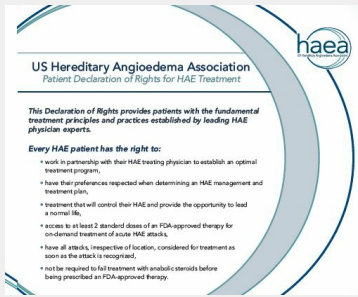 haea
US Hereditary Angioedema Association
US Hereditary Angioedema Association
Patient Declaration of Rights for HAE Treatment
This Declaration of Rights provides patients with the fundamental
treatment principles and practices established by leading HAE
physician experts.
Every HAE patient has the right to:
• work in partnership with their HAE treating physician to establish an optimal
treatment program,
• have their preferences respected when determining an HAE management and
treatment plan,
• treatment that will control their HAE and provide the opportunity to lead
a normal life,
• access to at least 2 standard doses of an FDA-approved therapy for
on-demand treatment of acute HAE attacks,
• have all attacks, irrespective of location, considered for treatment as
soon as the attack is recognized,
• not be required to fail treatment with anabolic steroids before
being prescribed an FDA-approved therapy.